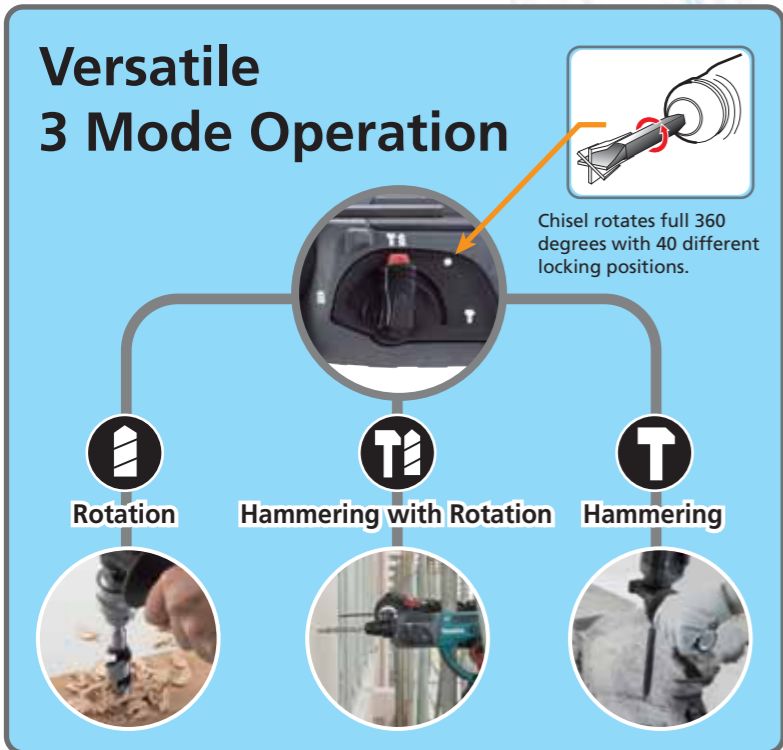 Versatile
3 Mode Operation
Chisel rotates full 360
degrees with 40 different
locking positions.
Rotation
Hammering with Rotation
Hammering